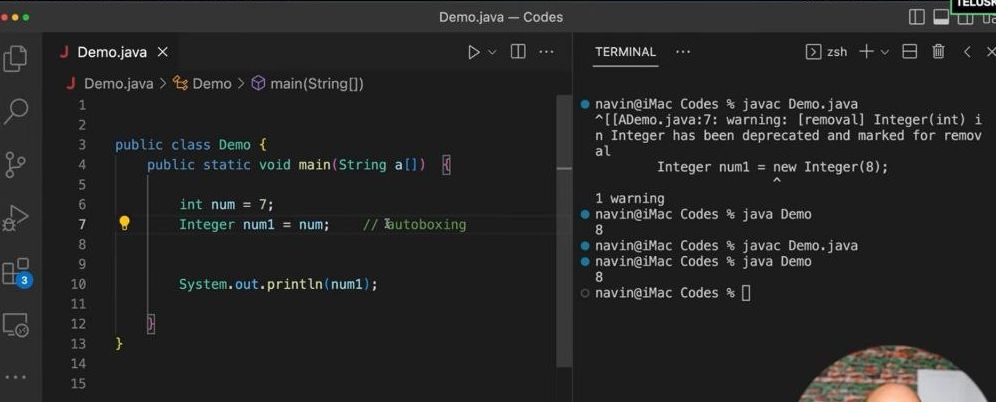 TELUSK
Demo.java — Codes
J Demo.java
J Demo.java > Demo > main(String[])
1
2
3 public class Demo {
4 public static void main(String a[]) {
5
6 int num = 7;
7 Integer num1 = num; // autoboxing
8
9
10 System.out.println(num1);
11
12 }
13 }
14
15
3
TERMINAL
zsh
navin@iMac Codes % javac Demo.java
^[[ADemo.java:7: warning: [removal] Integer(int) i
n Integer has been deprecated and marked for remov
al
Integer num1 = new Integer(8);
^
1 warning
navin@iMac Codes % java Demo
8
navin@iMac Codes % javac Demo.java
navin@iMac Codes % java Demo
8
navin@iMac Codes %